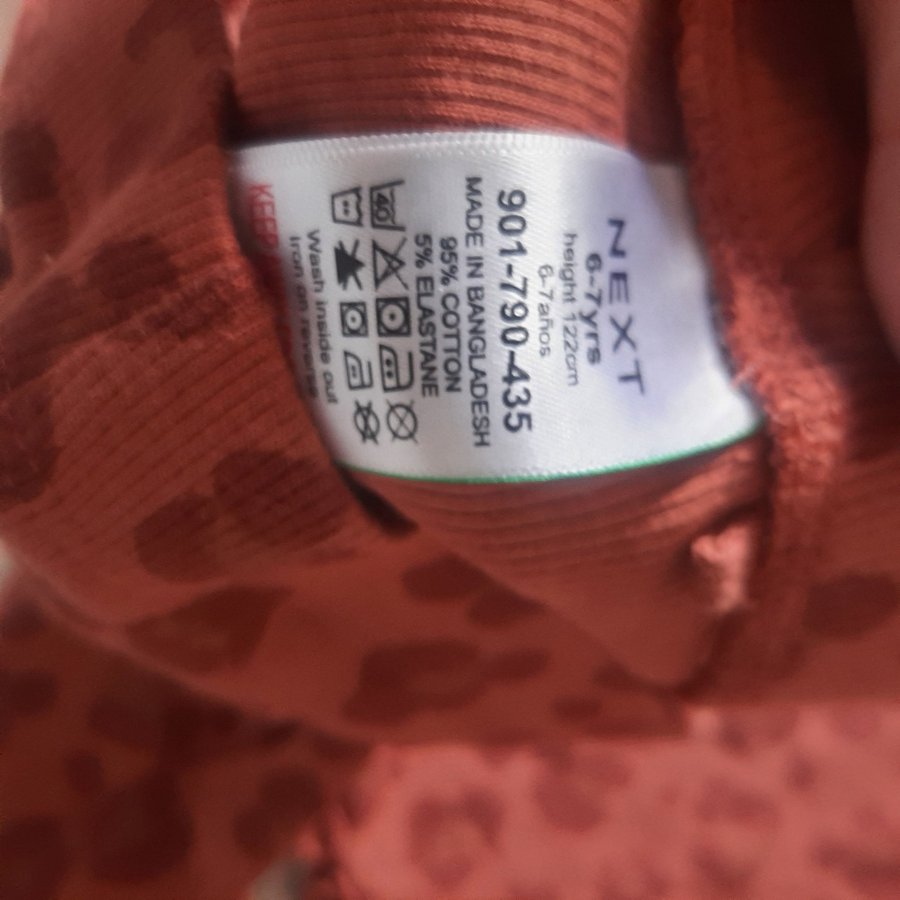 NEXT
6-7yrs
height 122cm
6-7años
901-790-435
MADE IN BANGLADESH
95% COTTON
5% ELASTANE
40
Wash inside out
Iron on reverse